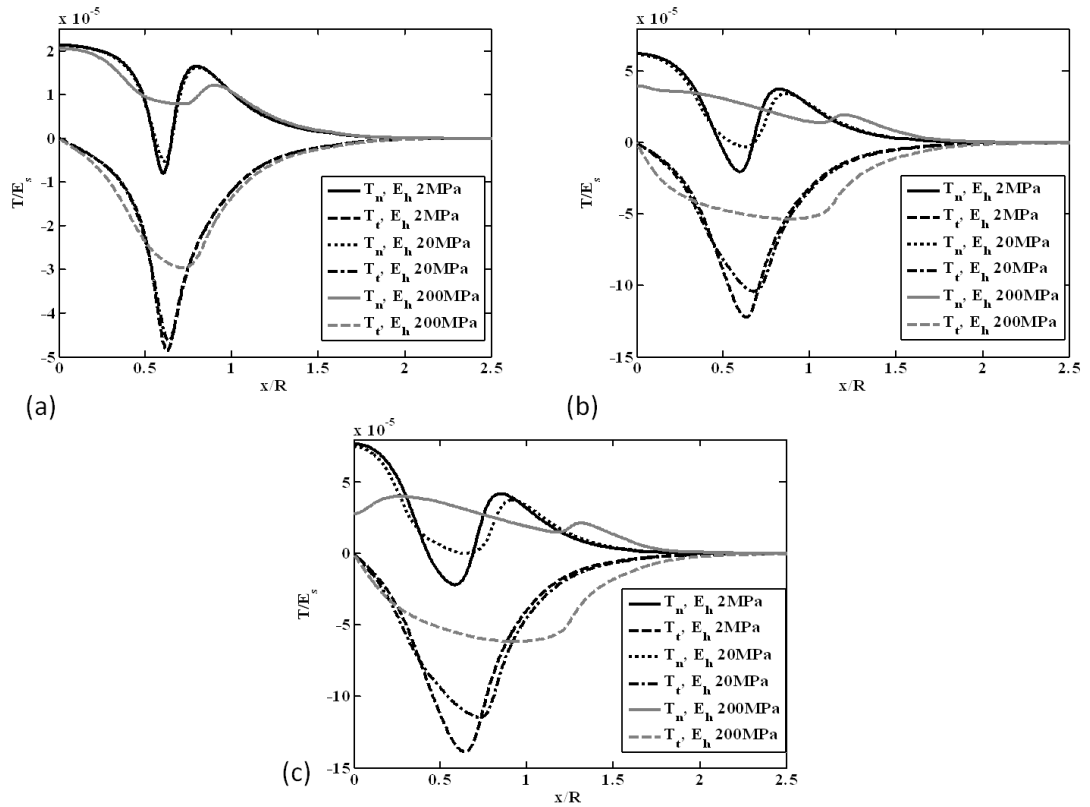 x 10⁻⁵
2
1
0
-1
-2
-3
-4
-5
T/Eₛ
0 0.5 1 1.5 2 2.5
x/R
Tₙ, Eₕ 2MPa
Tₜ, Eₕ 2MPa
Tₙ, Eₕ 20MPa
Tₜ, Eₕ 20MPa
Tₙ, Eₕ 200MPa
Tₜ, Eₕ 200MPa
(a)
x 10⁻⁵
5
0
-5
-10
-15
T/Eₛ
0 0.5 1 1.5 2 2.5
x/R
Tₙ, Eₕ 2MPa
Tₜ, Eₕ 2MPa
Tₙ, Eₕ 20MPa
Tₜ, Eₕ 20MPa
Tₙ, Eₕ 200MPa
Tₜ, Eₕ 200MPa
(b)
x 10⁻⁵
5
0
-5
-10
-15
T/Eₛ
0 0.5 1 1.5 2 2.5
x/R
Tₙ, Eₕ 2MPa
Tₜ, Eₕ 2MPa
Tₙ, Eₕ 20MPa
Tₜ, Eₕ 20MPa
Tₙ, Eₕ 200MPa
Tₜ, Eₕ 200MPa
(c)